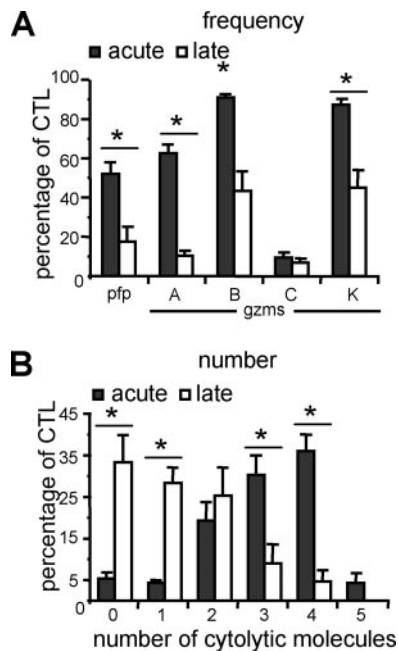 A
frequency
acute late
percentage of CTL
100
80
60
40
20
0
* * * *
pfp A B C K
gzms
B
number
acute late
percentage of CTL
45
35
25
15
5
0
* * * *
0 1 2 3 4 5
number of cytolytic molecules